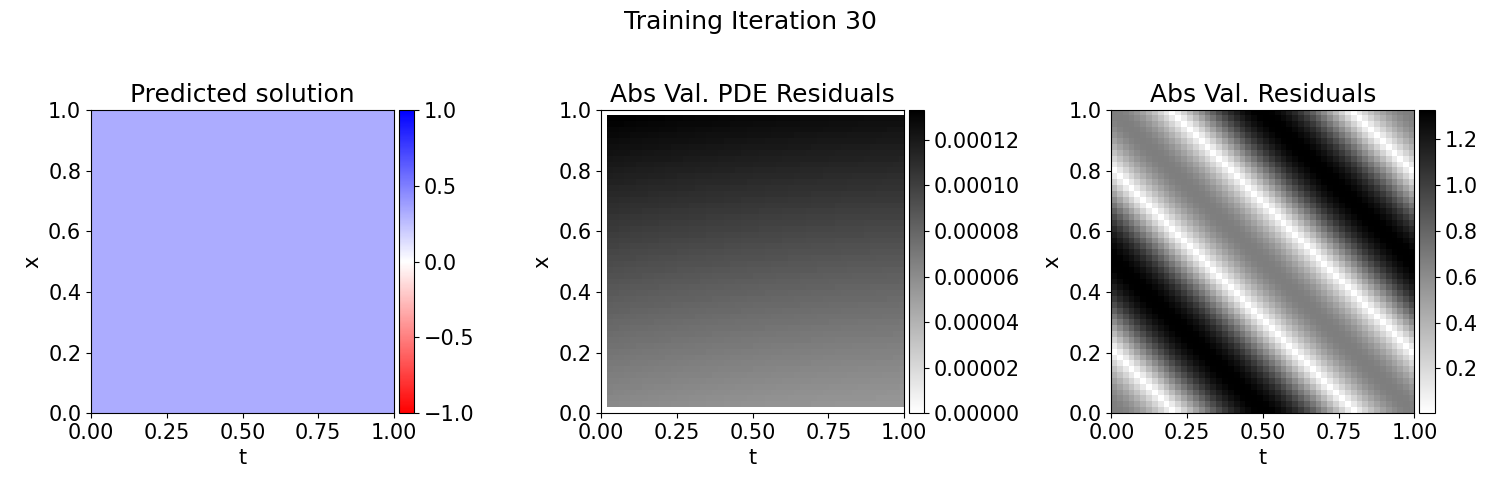 Training Iteration 30
Predicted solution
1.0
0.8
0.6
0.4
0.2
0.0
x
0.00 0.25 0.50 0.75 1.00
t
1.0
0.5
0.0
−0.5
−1.0
Abs Val. PDE Residuals
1.0
0.8
0.6
0.4
0.2
0.0
x
0.00 0.25 0.50 0.75 1.00
t
0.00012
0.00010
0.00008
0.00006
0.00004
0.00002
0.00000
Abs Val. Residuals
1.0
0.8
0.6
0.4
0.2
0.0
x
0.00 0.25 0.50 0.75 1.00
t
1.2
1.0
0.8
0.6
0.4
0.2